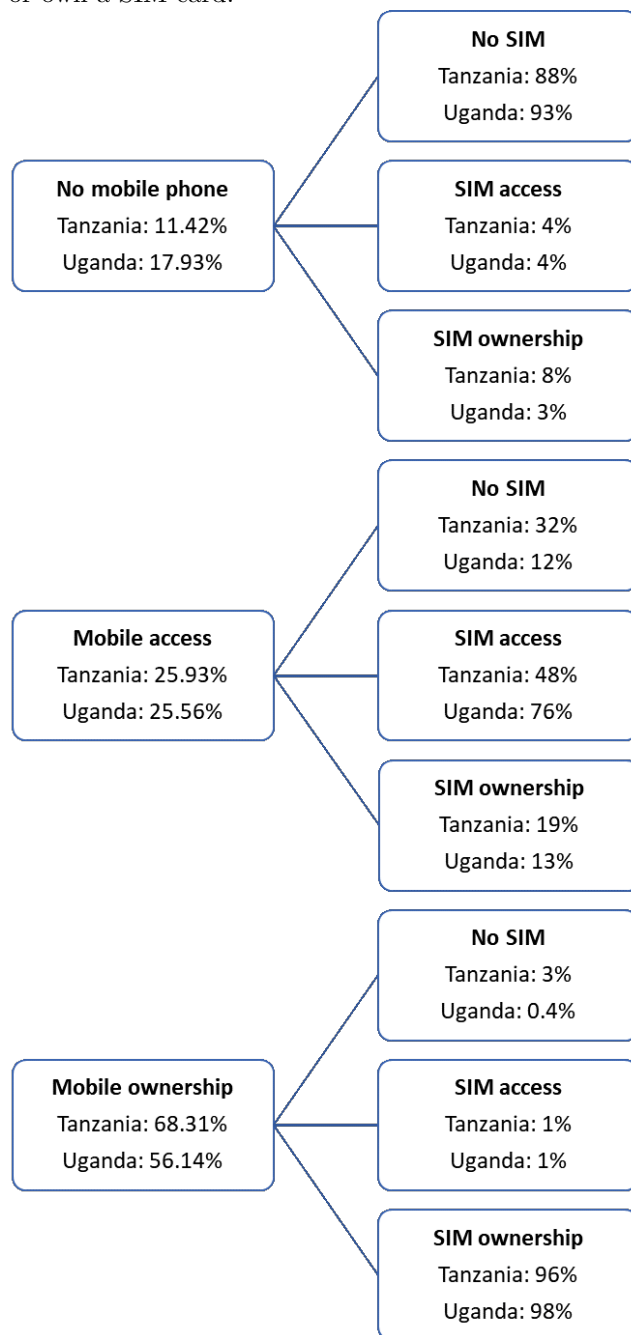 or own a SIM card.
No SIM
Tanzania: 88%
Uganda: 93%
No mobile phone
Tanzania: 11.42%
Uganda: 17.93%
SIM access
Tanzania: 4%
Uganda: 4%
SIM ownership
Tanzania: 8%
Uganda: 3%
No SIM
Tanzania: 32%
Uganda: 12%
Mobile access
Tanzania: 25.93%
Uganda: 25.56%
SIM access
Tanzania: 48%
Uganda: 76%
SIM ownership
Tanzania: 19%
Uganda: 13%
No SIM
Tanzania: 3%
Uganda: 0.4%
Mobile ownership
Tanzania: 68.31%
Uganda: 56.14%
SIM access
Tanzania: 1%
Uganda: 1%
SIM ownership
Tanzania: 96%
Uganda: 98%